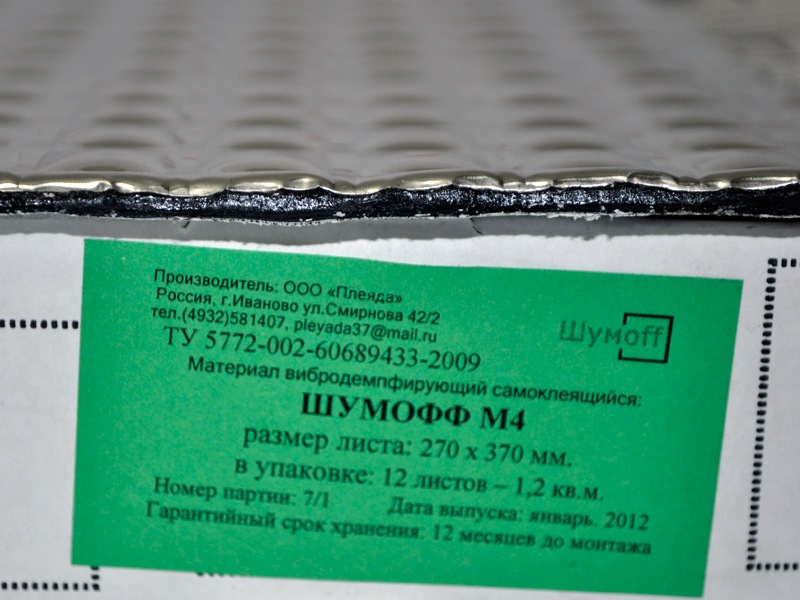 Производитель: ООО «Плеяда»
Россия, г.Иваново ул.Смирнова 42/2
тел.(4932)581407, pleyada37@mail.ru
ТУ 5772-002-60689433-2009
Шумoff
Материал вибродемпфирующий самоклеящийся:
ШУМОФФ М4
размер листа: 270 х 370 мм.
в упаковке: 12 листов – 1,2 кв.м.
Номер партии: 7/1 Дата выпуска: январь. 2012
Гарантийный срок хранения: 12 месяцев до монтажа